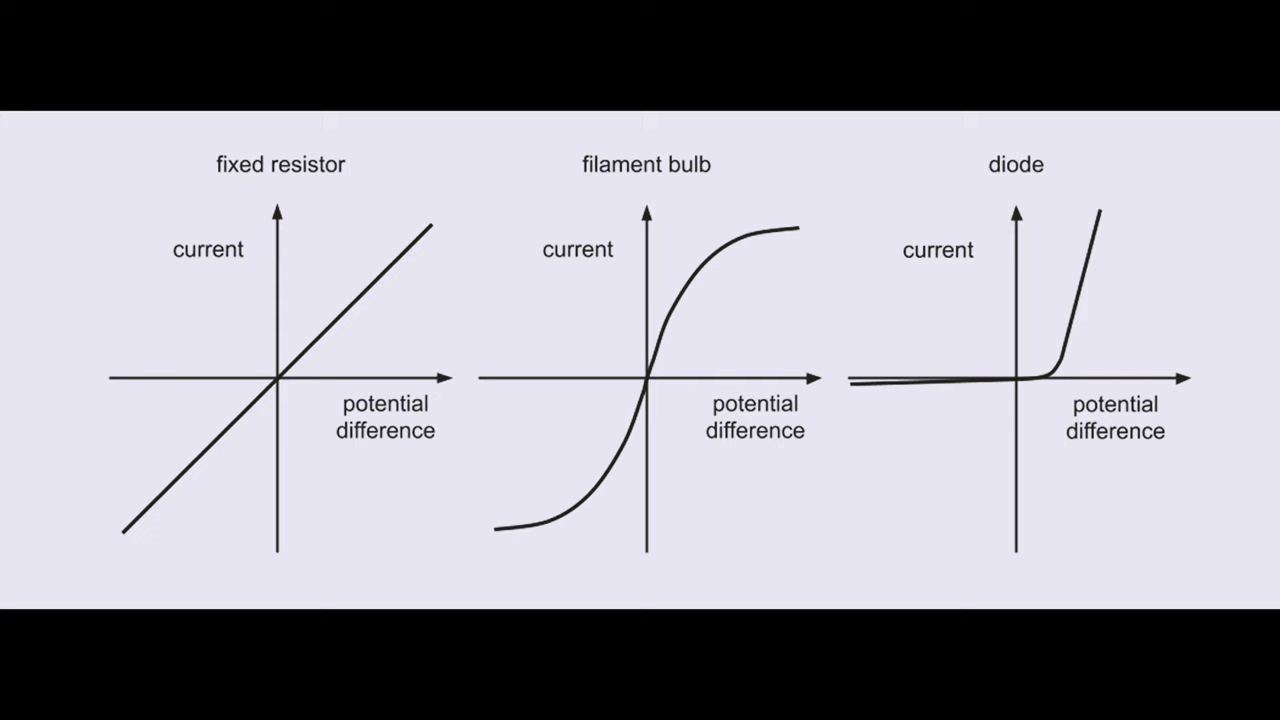 fixed resistor
current
potential
difference
filament bulb
current
potential
difference
diode
current
potential
difference